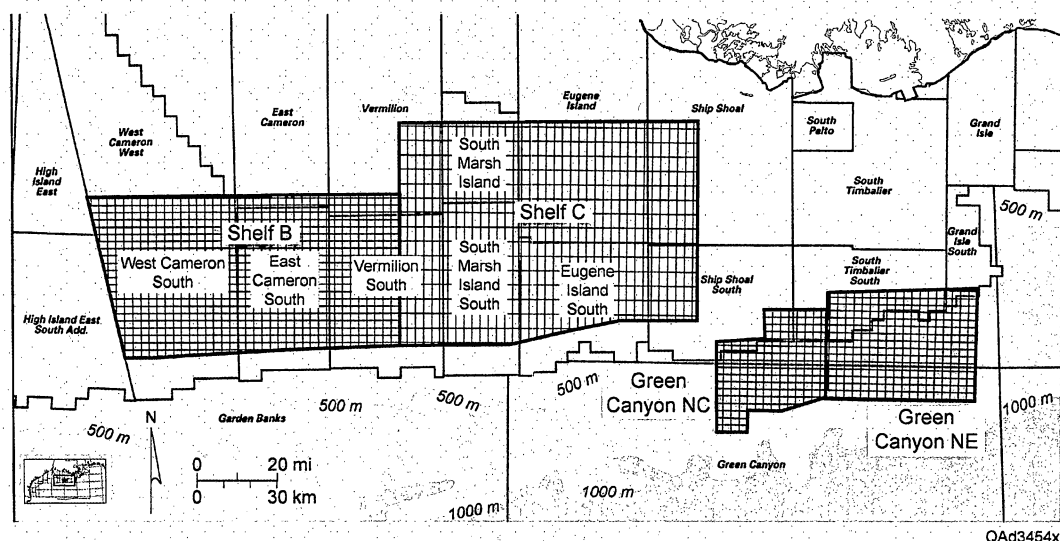 West
Cameron
West
East
Cameron
Vermilion
Eugene
Island
Ship Shoal
South
Pelto
Grand
Isle
High
Island
East
South
Marsh
Island
South
Timbalier
500 m
Shelf B
Shelf C
Grand
Isle
South
West Cameron
South
East
Cameron
South
Vermilion
South
South
Marsh
Island
South
Eugene
Island
South
Ship Shoal
South
South
Timbalier
South
High Island East
South Add.
Green
Canyon NC
Green
Canyon NE
500 m
N
Garden Banks
500 m
500 m
500 m
1000 m
0 20 mi
0 30 km
Green Canyon
1000 m
1000 m
QAd3454x